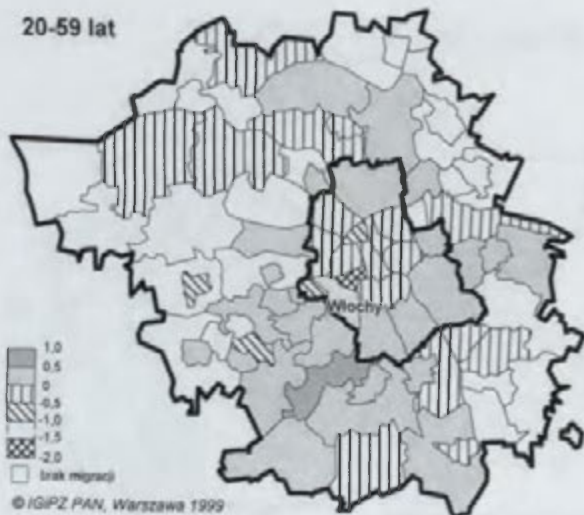 20-59 lat
Włochy
1,0
0,5
0
-0,5
-1,0
-1,5
-2,0
brak migracji
© IGiPZ PAN, Warszawa 1999